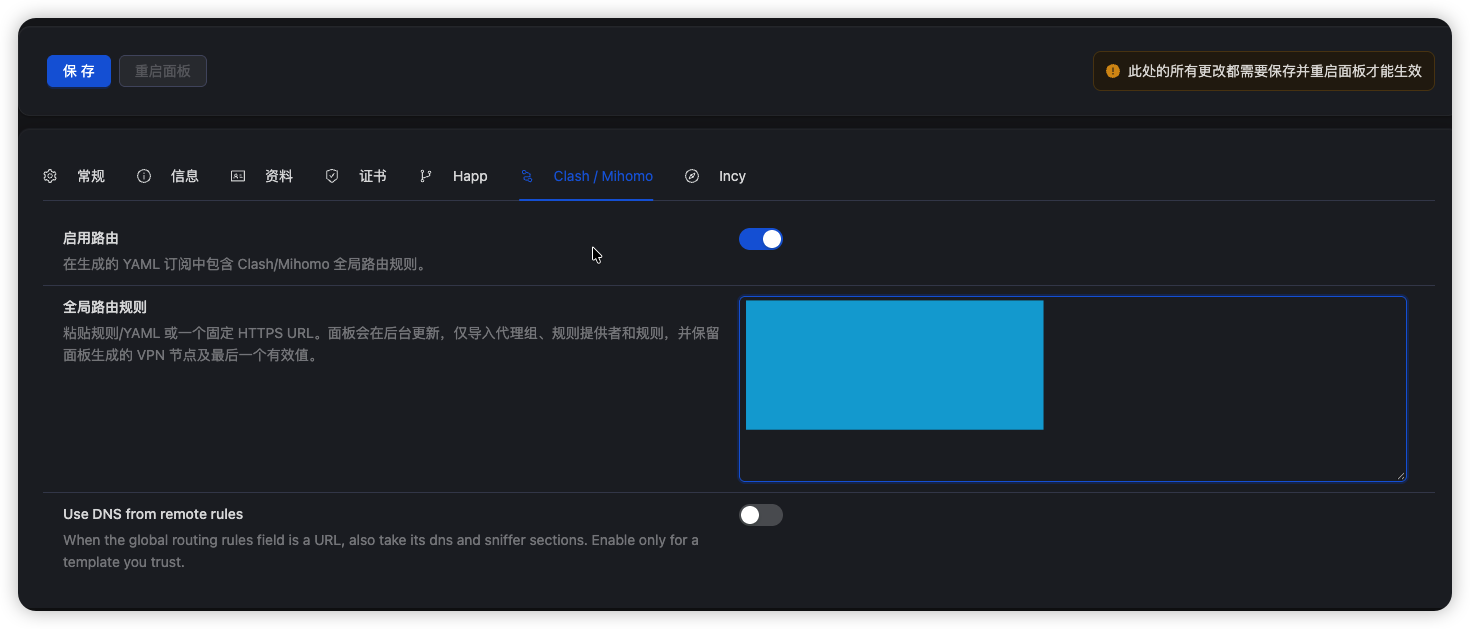 保 存
重启面板
此处的所有更改都需要保存并重启面板才能生效
常规
信息
资料
证书
Happ
Clash / Mihomo
Incy
启用路由
在生成的 YAML 订阅中包含 Clash/Mihomo 全局路由规则。
全局路由规则
粘贴规则/YAML 或一个固定 HTTPS URL。面板会在后台更新，仅导入代理组、规则提供者和规则，并保留
面板生成的 VPN 节点及最后一个有效值。
Use DNS from remote rules
When the global routing rules field is a URL, also take its dns and sniffer sections. Enable only for a
template you trust.